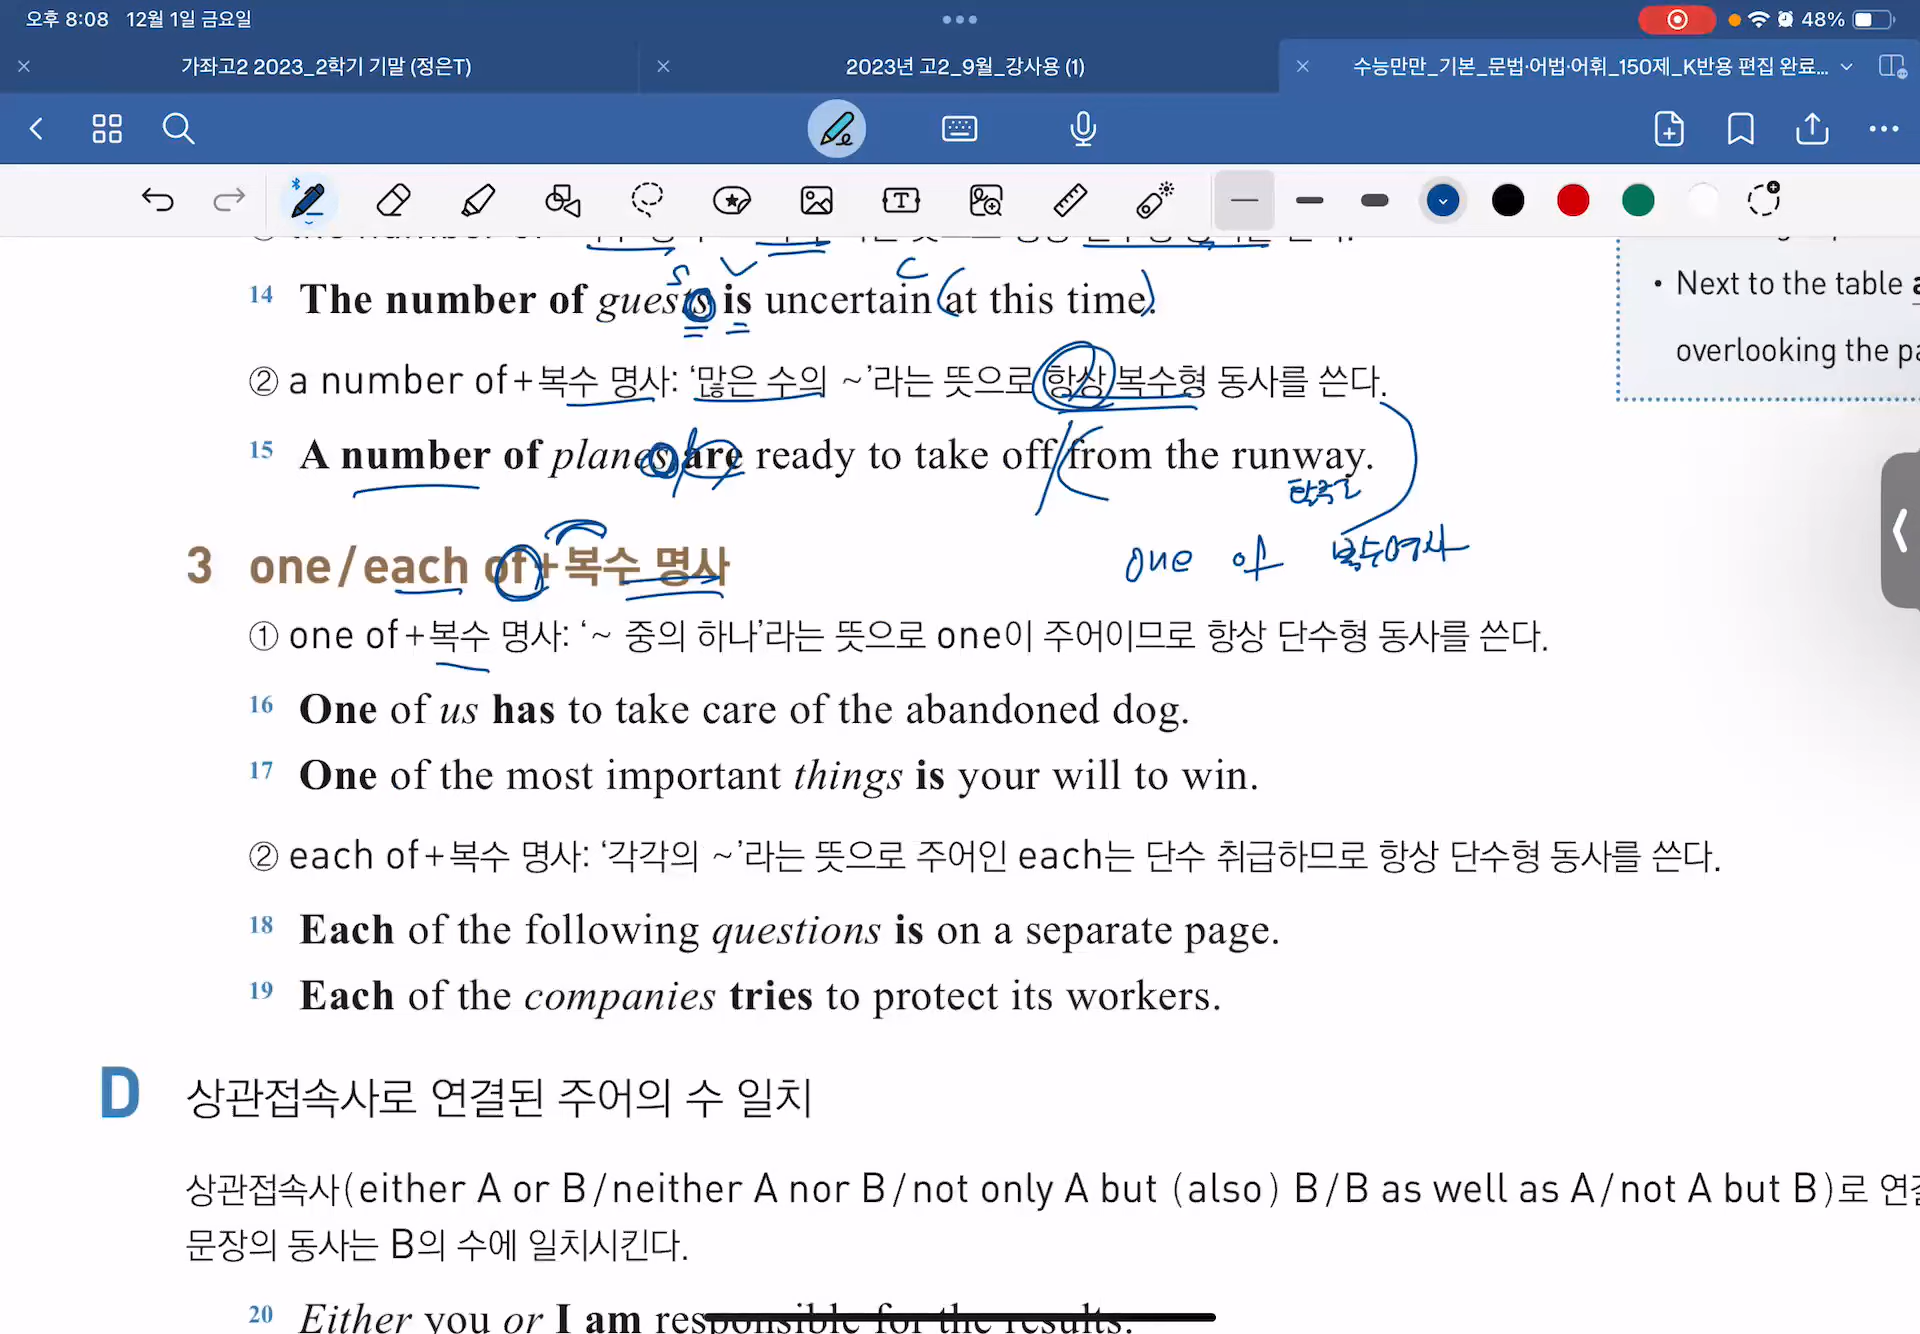 오후 8:08 12월 1일 금요일
48%
가좌고2 2023_2학기 기말 (정은T)
2023년 고2_9월_강사용 (1)
수능만만_기본_문법·어법·어휘_150제_K반용 편집 완료...
S V C
14 The number of guests is uncertain (at this time).
② a number of+복수 명사: ‘많은 수의 ~’라는 뜻으로 항상 복수형 동사를 쓴다.
15 A number of planes are ready to take off from the runway.
활주로
one of 복수명사
3 one/each of+복수 명사
① one of+복수 명사: ‘~ 중의 하나’라는 뜻으로 one이 주어이므로 항상 단수형 동사를 쓴다.
16 One of us has to take care of the abandoned dog.
17 One of the most important things is your will to win.
② each of+복수 명사: ‘각각의 ~’라는 뜻으로 주어인 each는 단수 취급하므로 항상 단수형 동사를 쓴다.
18 Each of the following questions is on a separate page.
19 Each of the companies tries to protect its workers.
D 상관접속사로 연결된 주어의 수 일치
상관접속사(either A or B/neither A nor B/not only A but (also) B/B as well as A/not A but B)로
문장의 동사는 B의 수에 일치시킨다.
20 Either you or I am responsible for the results.
• Next to the table
overlooking the